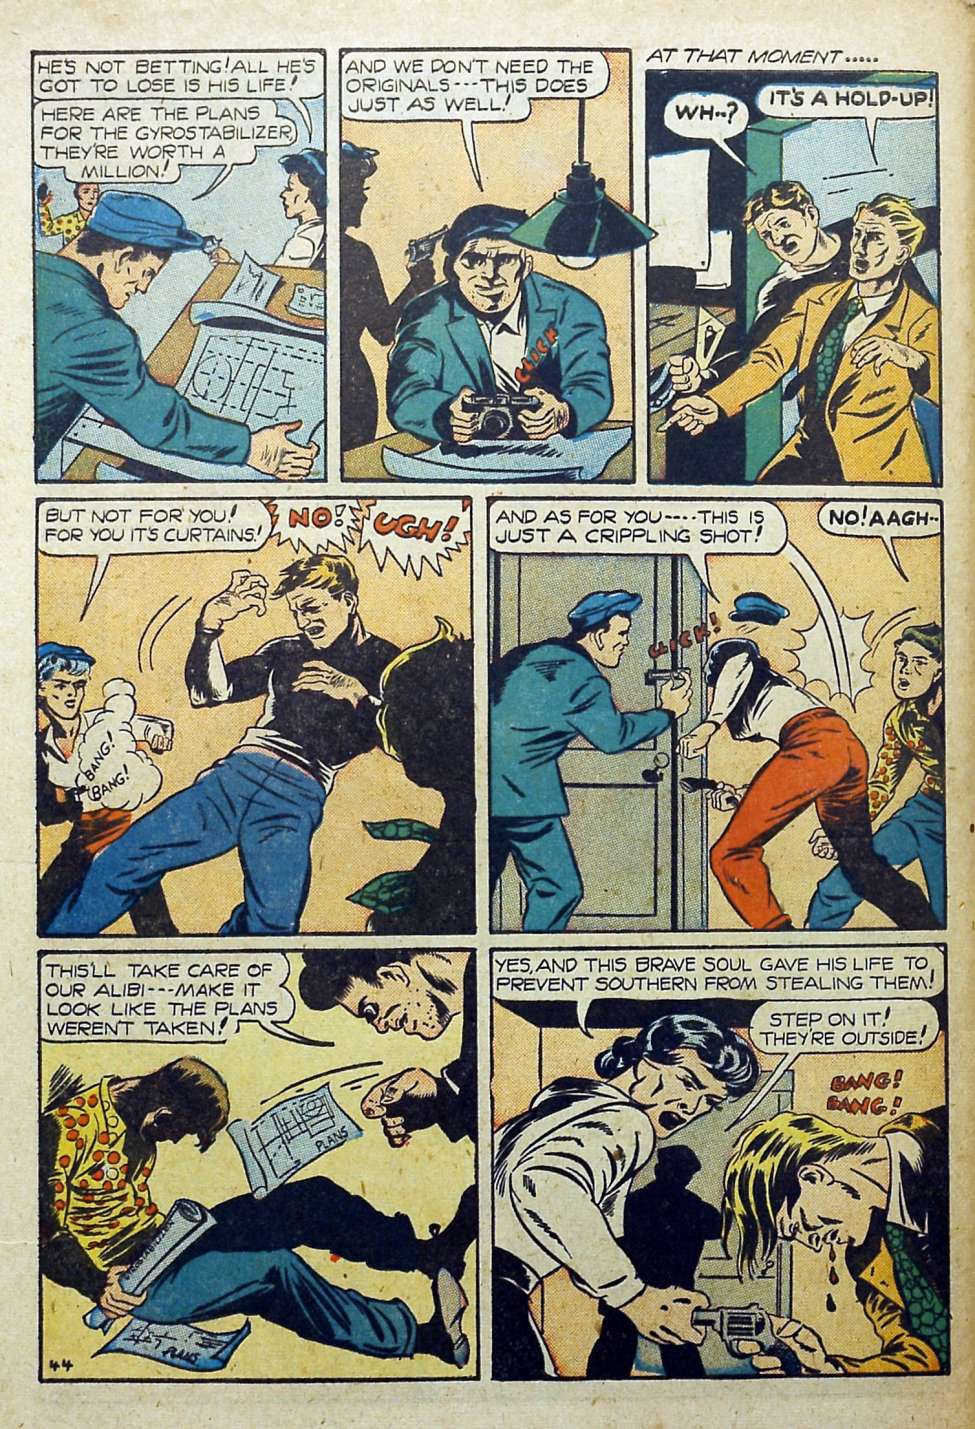 HE'S NOT BETTING! ALL HE'S
GOT TO LOSE IS HIS LIFE!
HERE ARE THE PLANS
FOR THE GYROSTABILIZER,
THEY'RE WORTH A
MILLION!
AND WE DON'T NEED THE
ORIGINALS---THIS DOES
JUST AS WELL!
CLICK
AT THAT MOMENT.....
WH--?
IT'S A HOLD-UP!
BUT NOT FOR YOU!
FOR YOU IT'S CURTAINS!
NO!
UGH!
BANG!
BANG!
AND AS FOR YOU----THIS IS
JUST A CRIPPLING SHOT!
NO! AAGH--
CLICK!
THIS'LL TAKE CARE OF
OUR ALIBI---MAKE IT
LOOK LIKE THE PLANS
WEREN'T TAKEN!
PLANS
PLANS
44
YES, AND THIS BRAVE SOUL GAVE HIS LIFE TO
PREVENT SOUTHERN FROM STEALING THEM!
STEP ON IT!
THEY'RE OUTSIDE!
BANG!
BANG!